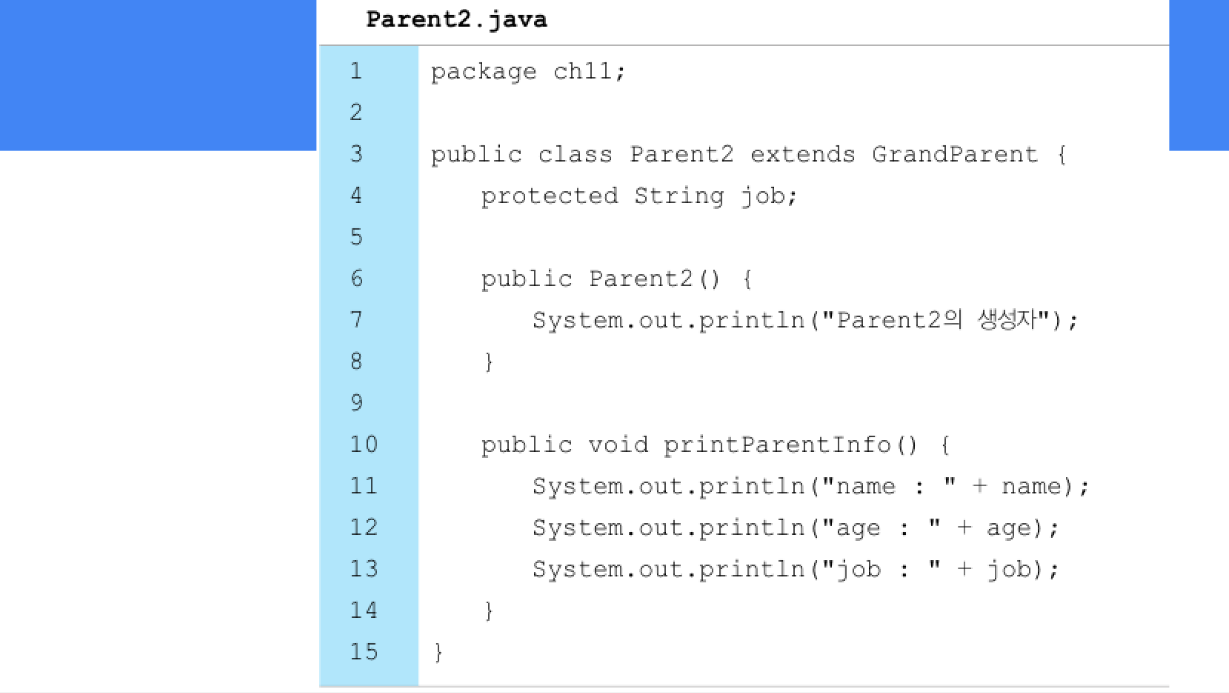 Parent2.java
1 package ch11;
2
3 public class Parent2 extends GrandParent {
4 protected String job;
5
6 public Parent2() {
7 System.out.println("Parent2의 생성자");
8 }
9
10 public void printParentInfo() {
11 System.out.println("name : " + name);
12 System.out.println("age : " + age);
13 System.out.println("job : " + job);
14 }
15 }